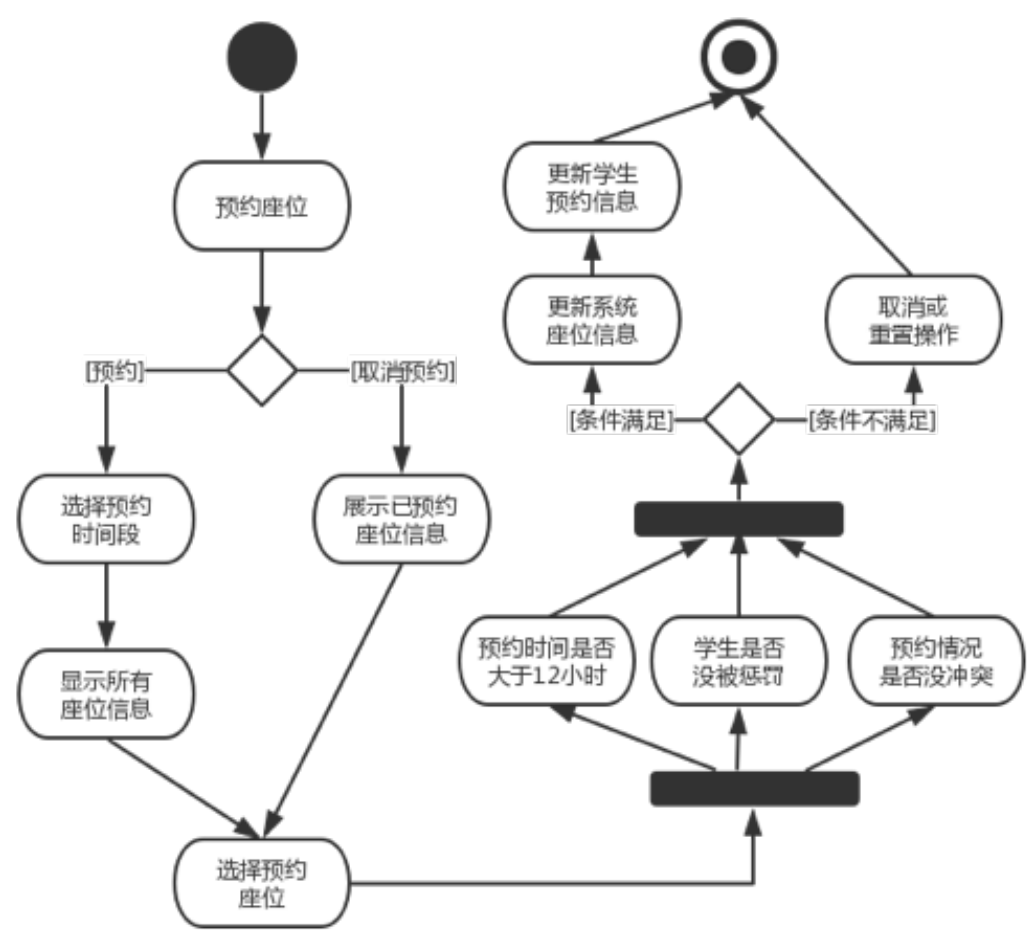 预约座位
[预约]
[取消预约]
选择预约
时间段
展示已预约
座位信息
显示所有
座位信息
选择预约
座位
预约时间是否
大于12小时
学生是否
没被惩罚
预约情况
是否没冲突
[条件满足]
[条件不满足]
更新系统
座位信息
取消或
重置操作
更新学生
预约信息